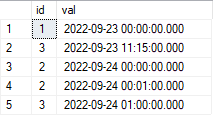 id val
1 1 2022-09-23 00:00:00.000
2 3 2022-09-23 11:15:00.000
3 2 2022-09-24 00:00:00.000
4 2 2022-09-24 00:01:00.000
5 3 2022-09-24 01:00:00.000